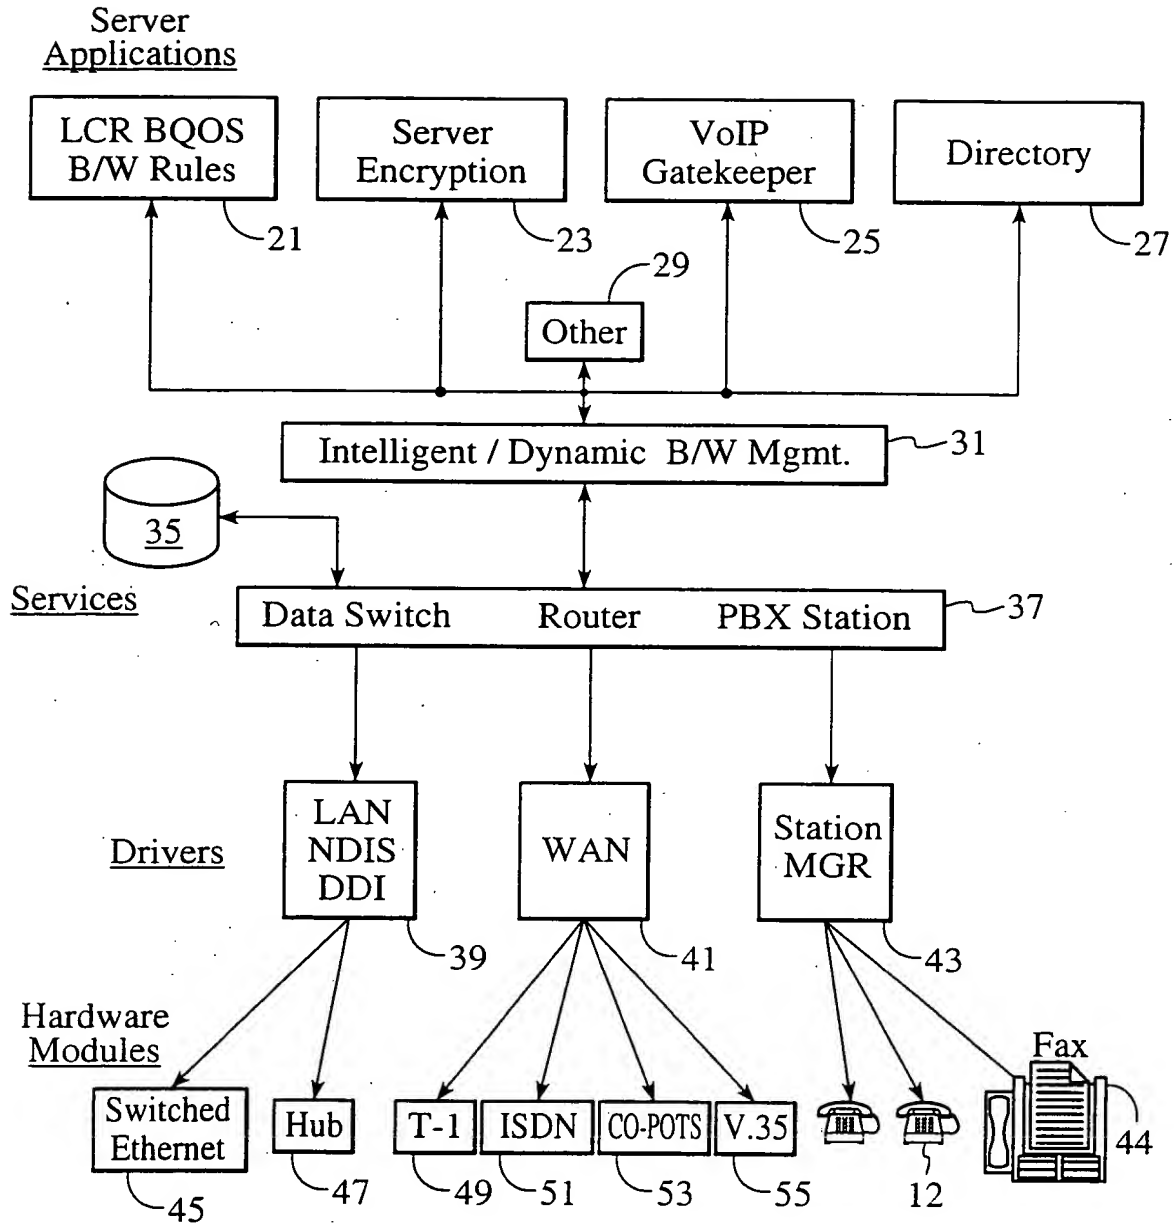 Server
Applications
LCR BQOS
B/W Rules
21
Server
Encryption
23
VoIP
Gatekeeper
25
Directory
27
29
Other
Intelligent / Dynamic B/W Mgmt.
31
35
Services
Data Switch Router PBX Station
37
Drivers
LAN
NDIS
DDI
39
WAN
41
Station
MGR
43
Hardware
Modules
Switched
Ethernet
45
Hub
47
T-1
49
ISDN
51
CO-POTS
53
V.35
55
12
Fax
44